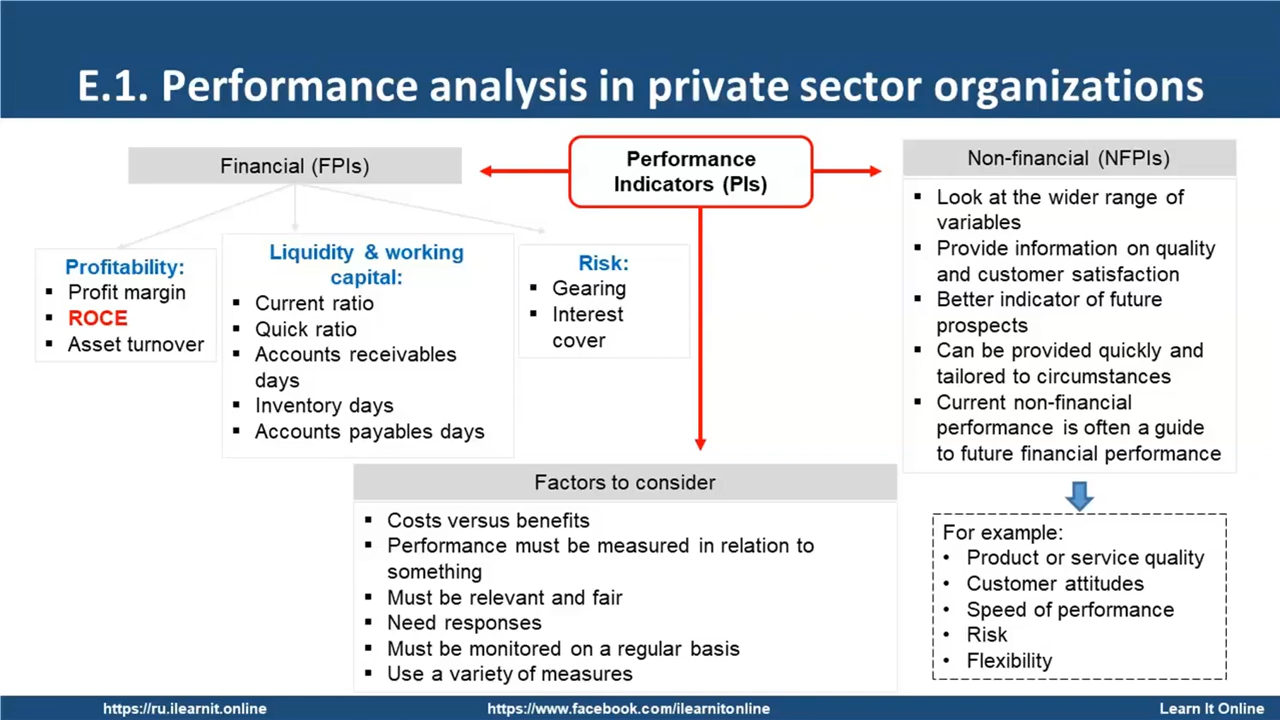 E.1. Performance analysis in private sector organizations
Financial (FPIs)
Performance
Indicators (PIs)
Non-financial (NFPIs)
Profitability:
▪ Profit margin
▪ ROCE
▪ Asset turnover
Liquidity & working
capital:
▪ Current ratio
▪ Quick ratio
▪ Accounts receivables
days
▪ Inventory days
▪ Accounts payables days
Risk:
▪ Gearing
▪ Interest
cover
▪ Look at the wider range of
variables
▪ Provide information on quality
and customer satisfaction
▪ Better indicator of future
prospects
▪ Can be provided quickly and
tailored to circumstances
▪ Current non-financial
performance is often a guide
to future financial performance
Factors to consider
▪ Costs versus benefits
▪ Performance must be measured in relation to
something
▪ Must be relevant and fair
▪ Need responses
▪ Must be monitored on a regular basis
▪ Use a variety of measures
For example:
• Product or service quality
• Customer attitudes
• Speed of performance
• Risk
• Flexibility
https://ru.ilearnit.online
https://www.facebook.com/ilearnitonline
Learn It Online